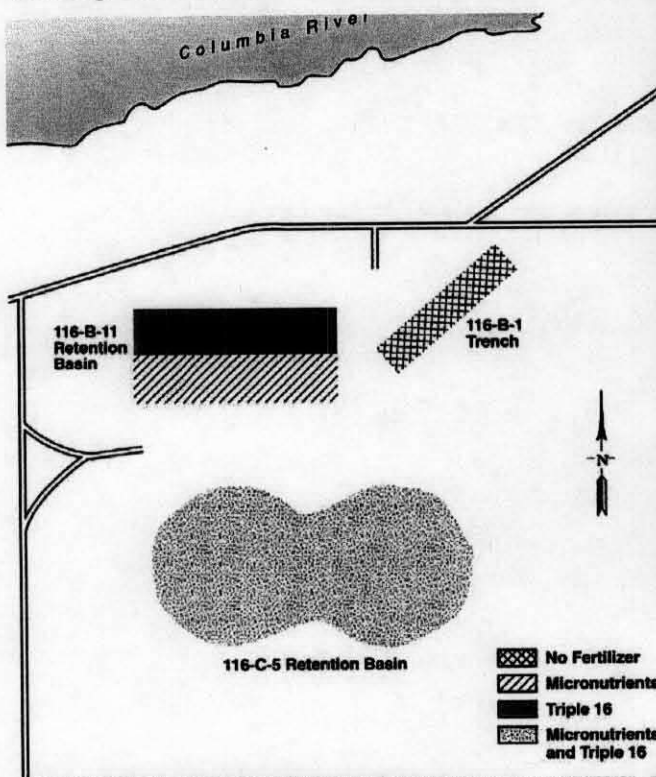 Columbia River
116-B-11
Retention
Basin
116-B-1
Trench
N
116-C-5 Retention Basin
No Fertilizer
Micronutrients
Triple 16
Micronutrients
and Triple 16